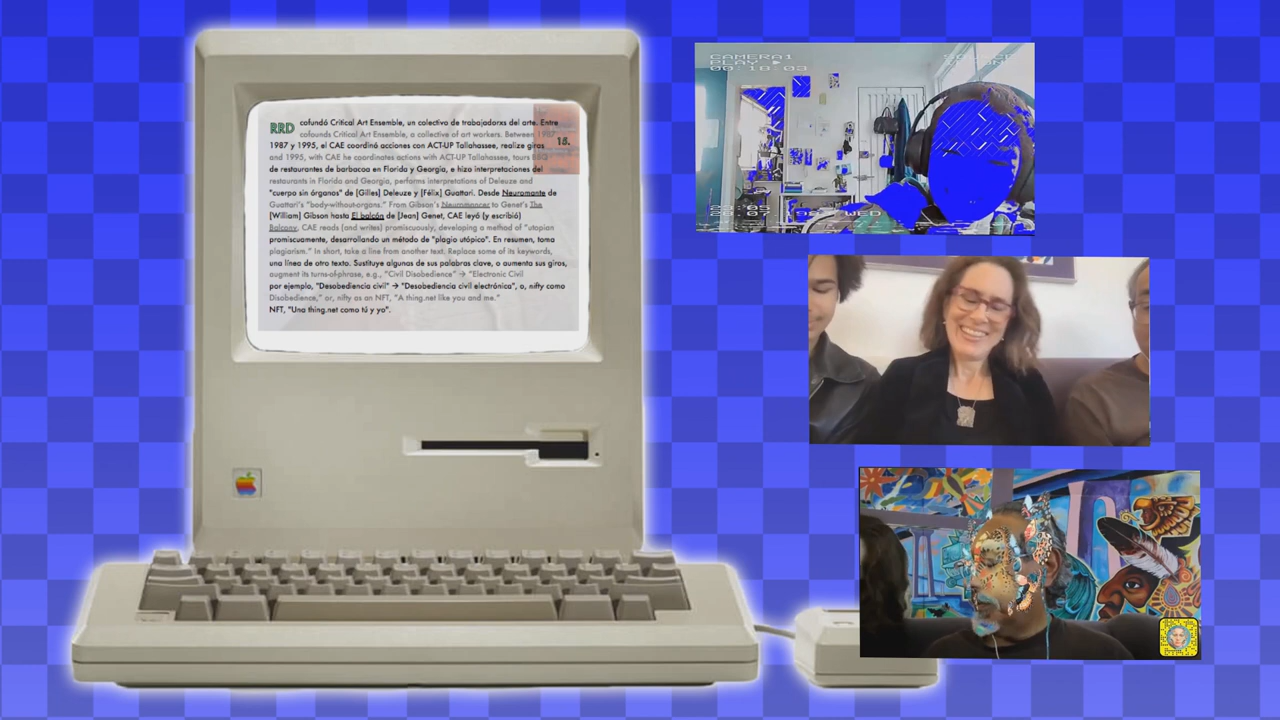 RRD cofundó Critical Art Ensemble, un colectivo de trabajadorxs del arte. Entre
cofounds Critical Art Ensemble, a collective of art workers. Between 1987
1987 y 1995, el CAE coordinó acciones con ACT-UP Tallahassee, realize giras
15.
and 1995, with CAE he coordinates actions with ACT-UP Tallahassee, tours BBQ
de restaurantes de barbacoa en Florida y Georgia, e hizo interpretaciones del
restaurants in Florida and Georgia, performs interpretations of Deleuze and
"cuerpo sin órganos" de [Gilles] Deleuze y [Félix] Guattari. Desde Neuromante de
Guattari's "body-without-organs." From Gibson's Neuromancer to Genet's The
[William] Gibson hasta El balcón de [Jean] Genet, CAE leyó (y escribió)
Balcony, CAE reads (and writes) promiscuously, developing a method of "utopian
promiscuamente, desarrollando un método de "plagio utópico". En resumen, toma
plagiarism." In short, take a line from another text. Replace some of its keywords,
una línea de otro texto. Sustituye algunas de sus palabras clave, o aumenta sus giros,
augment its turns-of-phrase, e.g., "Civil Disobedience" → "Electronic Civil
por ejemplo, "Desobediencia civil" → "Desobediencia civil electrónica", o, nifty como
Disobedience," or, nifty as an NFT, "A thing.net like you and me."
NFT, "Una thing.net como tú y yo".
CAMERA1
PLAY
00:18:03